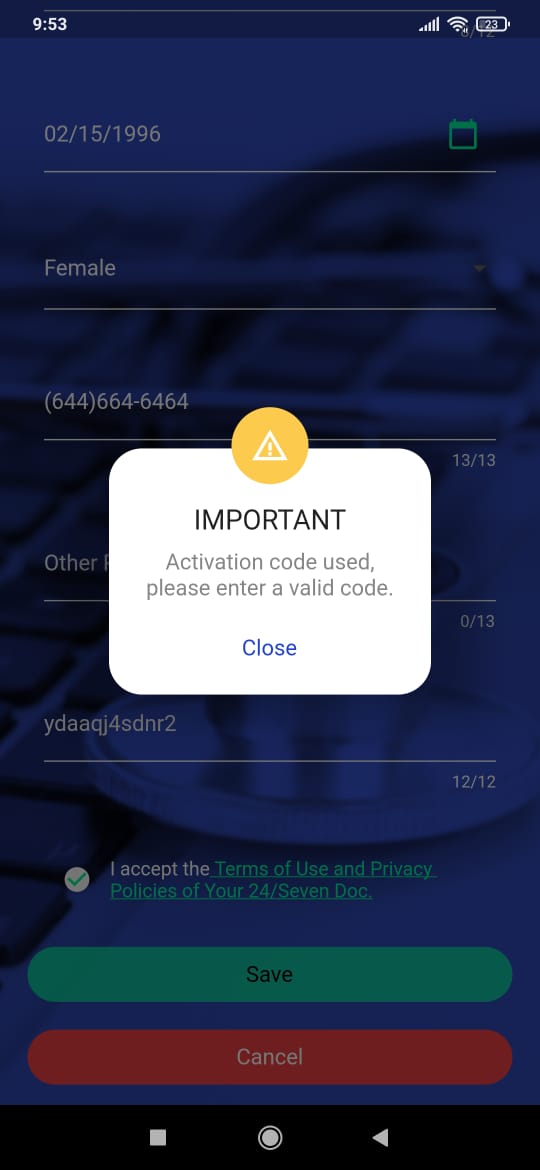 9:53
23
/12
02/15/1996
Female
(644)664-6464
13/13
IMPORTANT
Activation code used,
please enter a valid code.
Close
Other
0/13
ydaaqj4sdnr2
12/12
I accept the Terms of Use and Privacy
Policies of Your 24/Seven Doc.
Save
Cancel